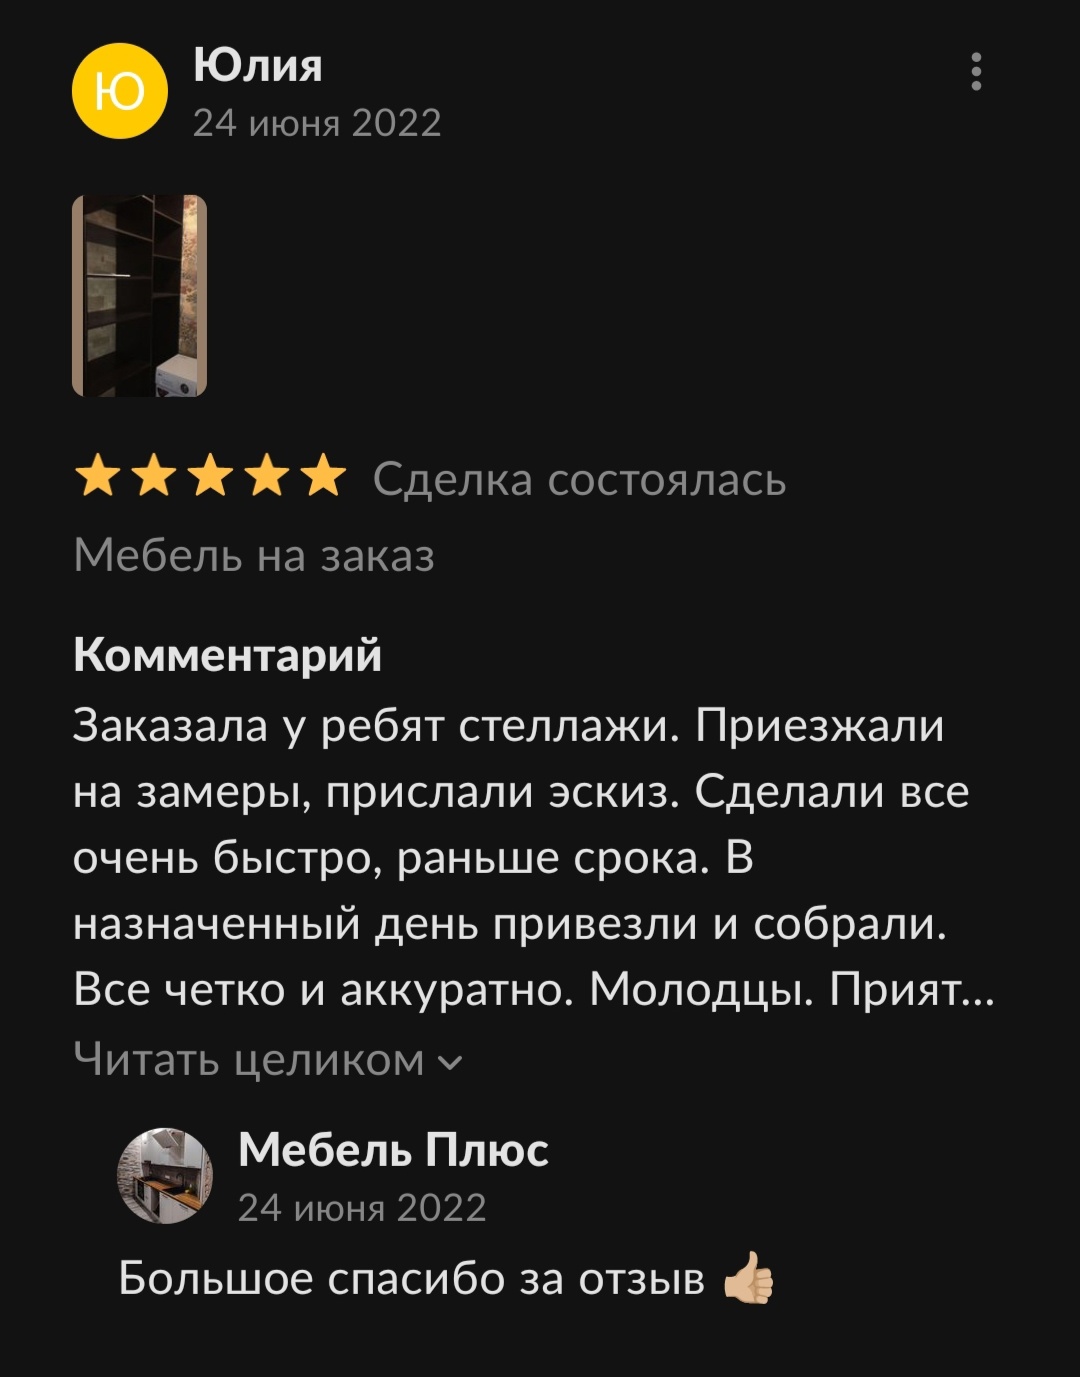 Ю
Юлия
24 июня 2022
Сделка состоялась
Мебель на заказ
Комментарий
Заказала у ребят стеллажи. Приезжали
на замеры, прислали эскиз. Сделали все
очень быстро, раньше срока. В
назначенный день привезли и собрали.
Все четко и аккуратно. Молодцы. Прият...
Читать целиком
Мебель Плюс
24 июня 2022
Большое спасибо за отзыв 👍🏼